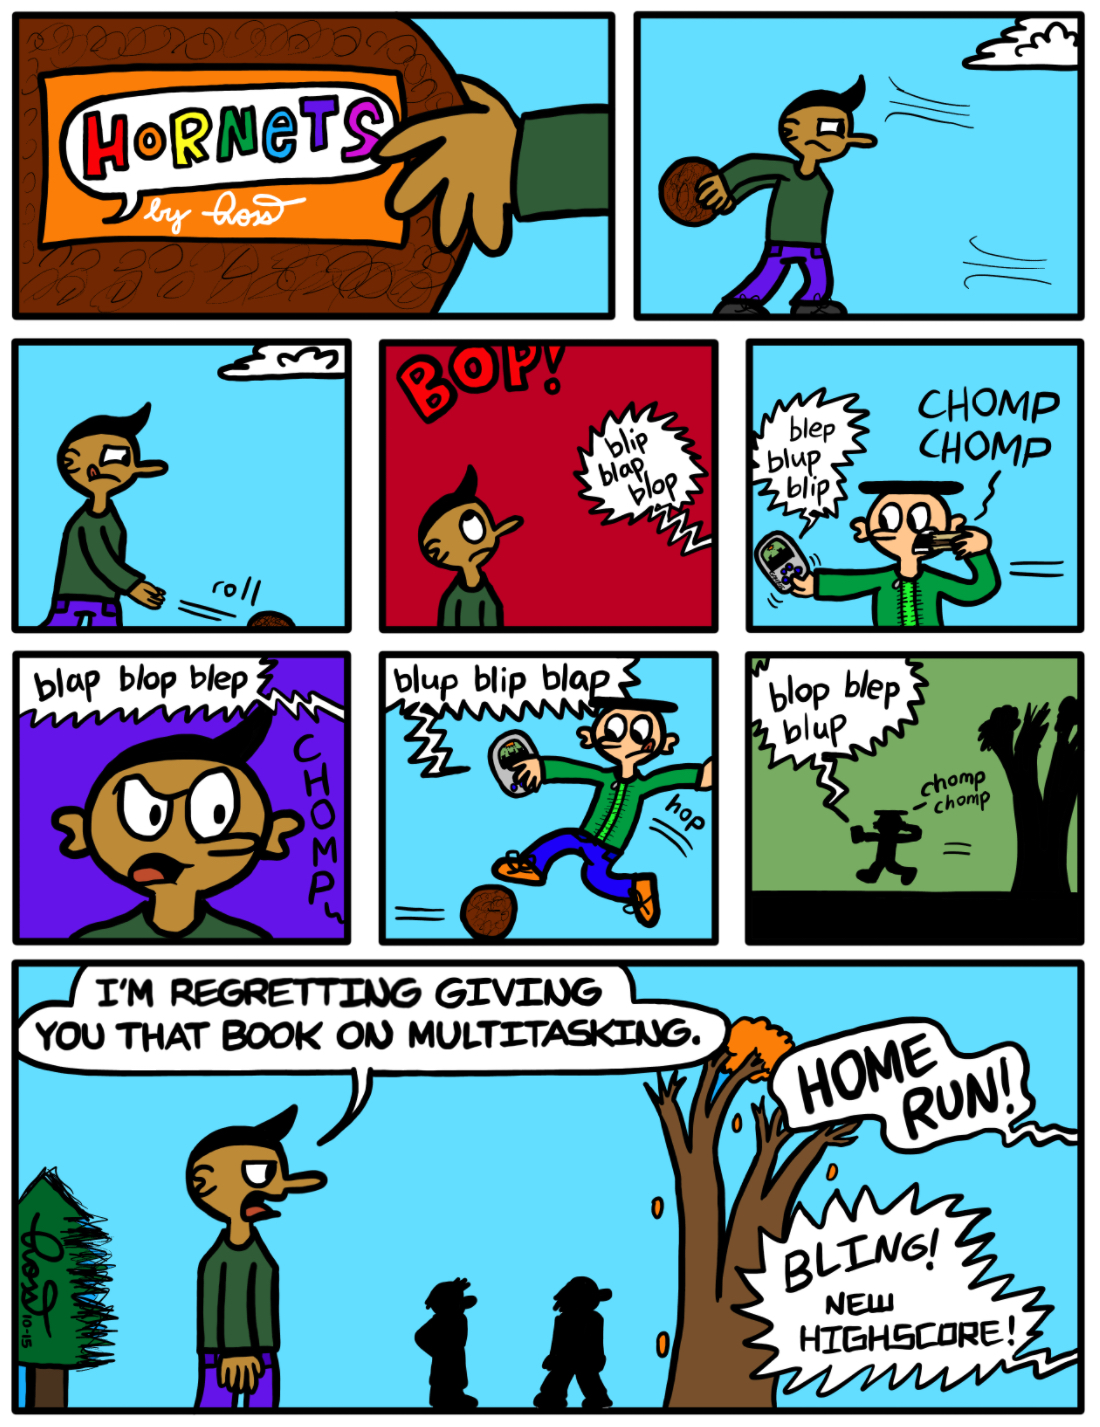 HORNETS
by Ross
roll
BOP!
blip
blap
blop
blep
blup
blip
CHOMP
CHOMP
blap blop blep
CHOMP
blup blip blap
hop
blop blep
blup
chomp
chomp
I'M REGRETTING GIVING
YOU THAT BOOK ON MULTITASKING.
HOME
RUN!
BLING!
NEW
HIGHSCORE!
Ross
10-15